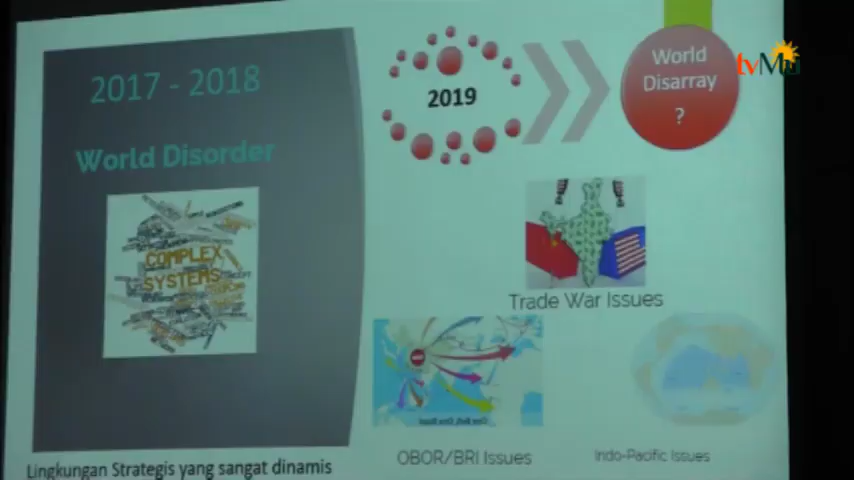 2017 - 2018
World Disorder
COMPLEX
SYSTEMS
Lingkungan Strategis yang sangat dinamis
2019
World
Disarray
?
tvMu
Trade War Issues
OBOR/BRI Issues
Indo-Pacific Issues